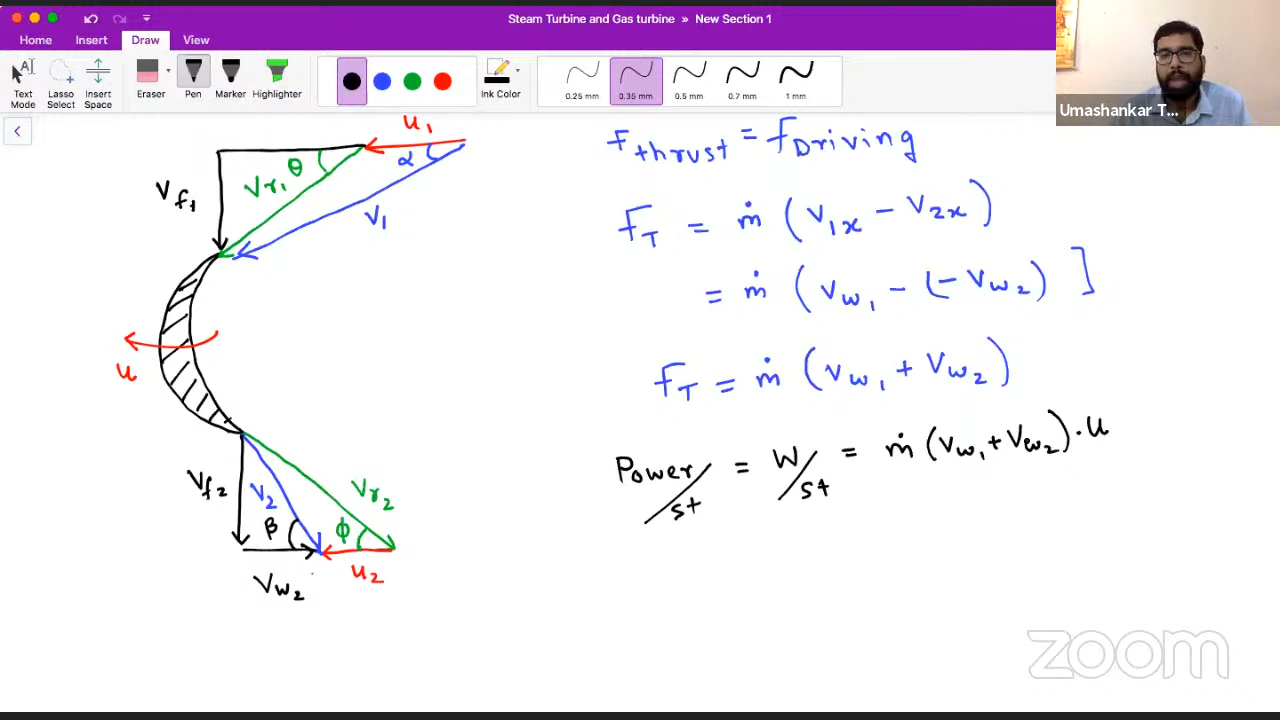 Steam Turbine and Gas turbine » New Section 1
Home Insert Draw View
Text Mode
Lasso Select
Insert Space
Eraser
Pen
Marker
Highlighter
Ink Color
0.25 mm
0.35 mm
0.5 mm
0.7 mm
1 mm
Umashankar T...
u₁
α
θ
Vr₁
Vf₁
V₁
u
Vf₂
V₂
Vr₂
β
φ
u₂
Vw₂
Fthrust = fDriving
FT = ṁ (V1x - V2x)
= ṁ (Vw₁ - (-Vw₂) ]
FT = ṁ (Vw₁ + Vw₂)
Power/st = W/st = ṁ (Vw₁ + Vw₂) · u
zoom